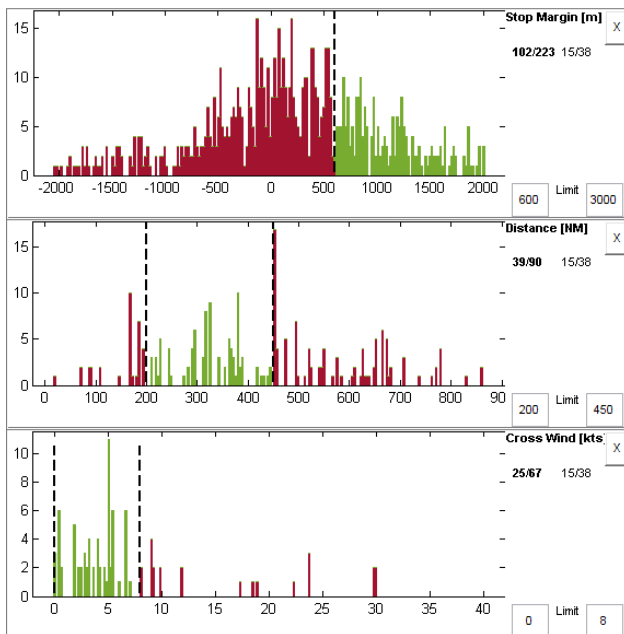 Stop Margin [m]
X
102/223 15/38
15
10
5
0
-2000 -1500 -1000 -500 0 500 1000 1500 2000
Limit
600 3000
Distance [NM]
X
39/90 15/38
15
10
5
0
0 100 200 300 400 500 600 700 800 90
Limit
200 450
Cross Wind [kts]
X
25/67 15/38
10
8
6
4
2
0
0 5 10 15 20 25 30 35 40
Limit
0 8